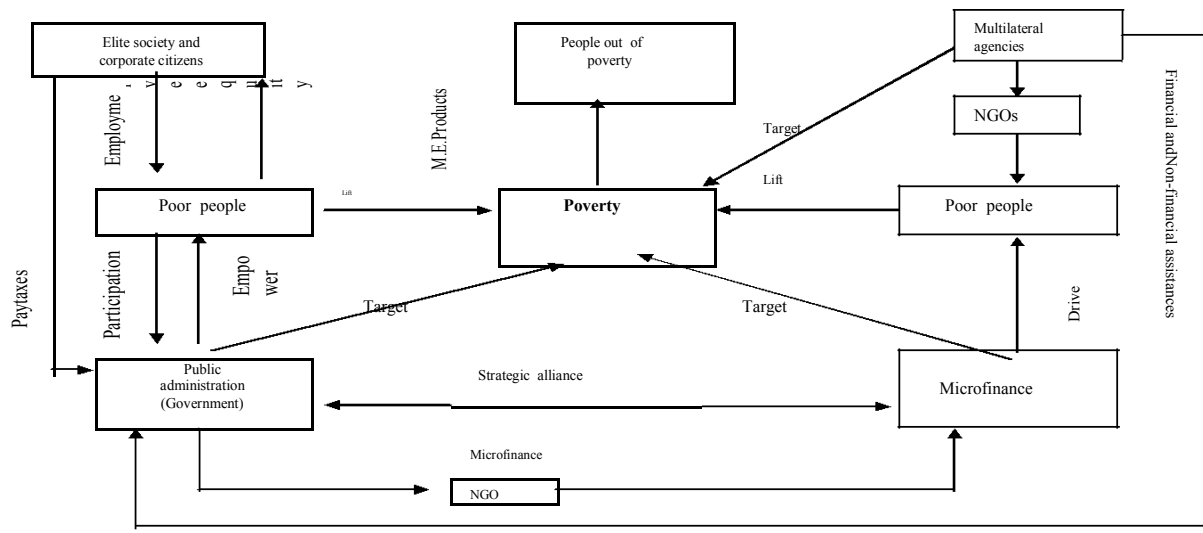 Elite society and
corporate citizens
People out of
poverty
Multilateral
agencies
v e e q u it y
Employme
M.E.Products
Target
NGOs
Financial andNon-financial assistances
Poor people
Lift
Poverty
Lift
Poor people
Paytaxes
Participation
Empo
wer
Target
Target
Drive
Public
administration
(Government)
Strategic alliance
Microfinance
Microfinance
NGO